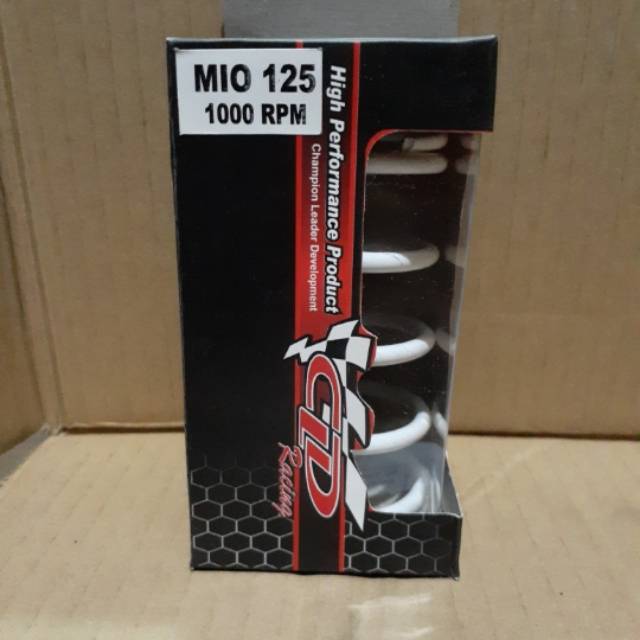 MIO 125
1000 RPM
High Performance Product
Champion Leader Development
CLD
Racing